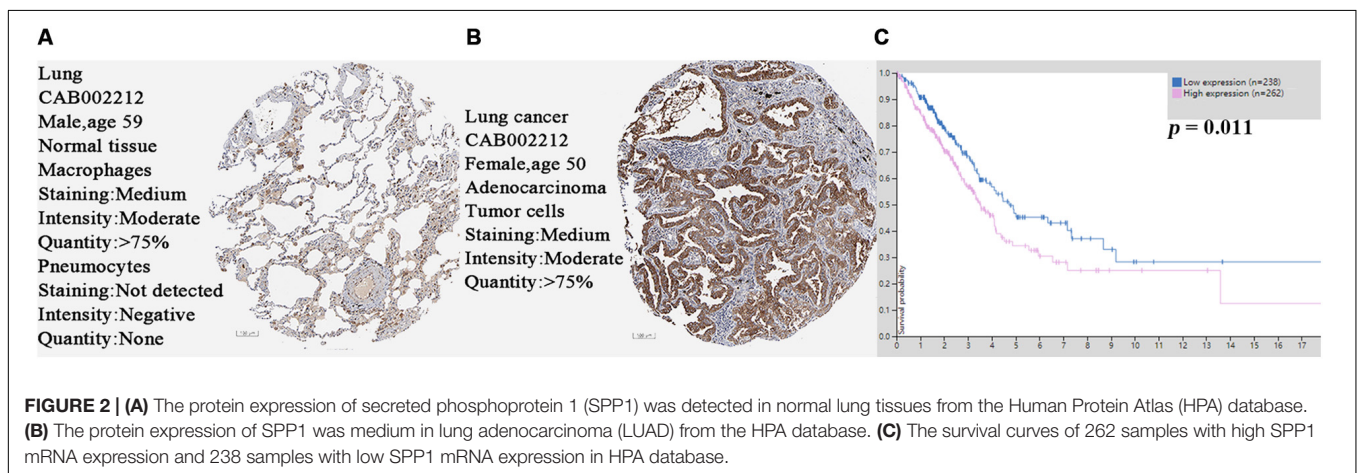 A
Lung
CAB002212
Male,age 59
Normal tissue
Macrophages
Staining:Medium
Intensity:Moderate
Quantity:>75%
Pneumocytes
Staining:Not detected
Intensity:Negative
Quantity:None
B
Lung cancer
CAB002212
Female,age 50
Adenocarcinoma
Tumor cells
Staining:Medium
Intensity:Moderate
Quantity:>75%
C
Low expression (n=238)
High expression (n=262)
p = 0.011
Survival probability
1.0
0.9
0.8
0.7
0.6
0.5
0.4
0.3
0.2
0.1
0.0
0 1 2 3 4 5 6 7 8 9 10 11 12 13 14 15 16 17
FIGURE 2 | (A) The protein expression of secreted phosphoprotein 1 (SPP1) was detected in normal lung tissues from the Human Protein Atlas (HPA) database.
(B) The protein expression of SPP1 was medium in lung adenocarcinoma (LUAD) from the HPA database. (C) The survival curves of 262 samples with high SPP1
mRNA expression and 238 samples with low SPP1 mRNA expression in HPA database.